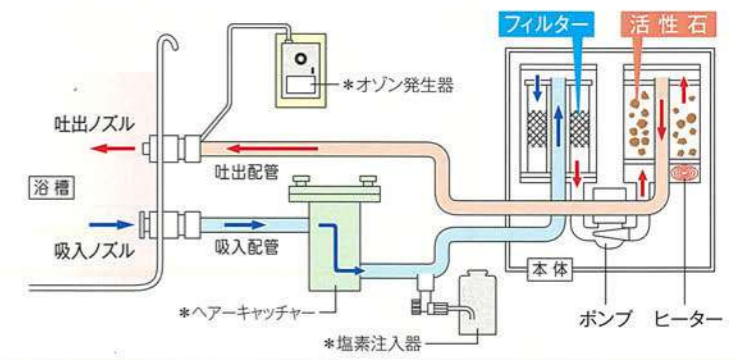 フィルター
活性石
*オゾン発生器
吐出ノズル
吐出配管
浴槽
吸入ノズル
吸入配管
本体
*ヘアーキャッチャー
*塩素注入器
ポンプ
ヒーター